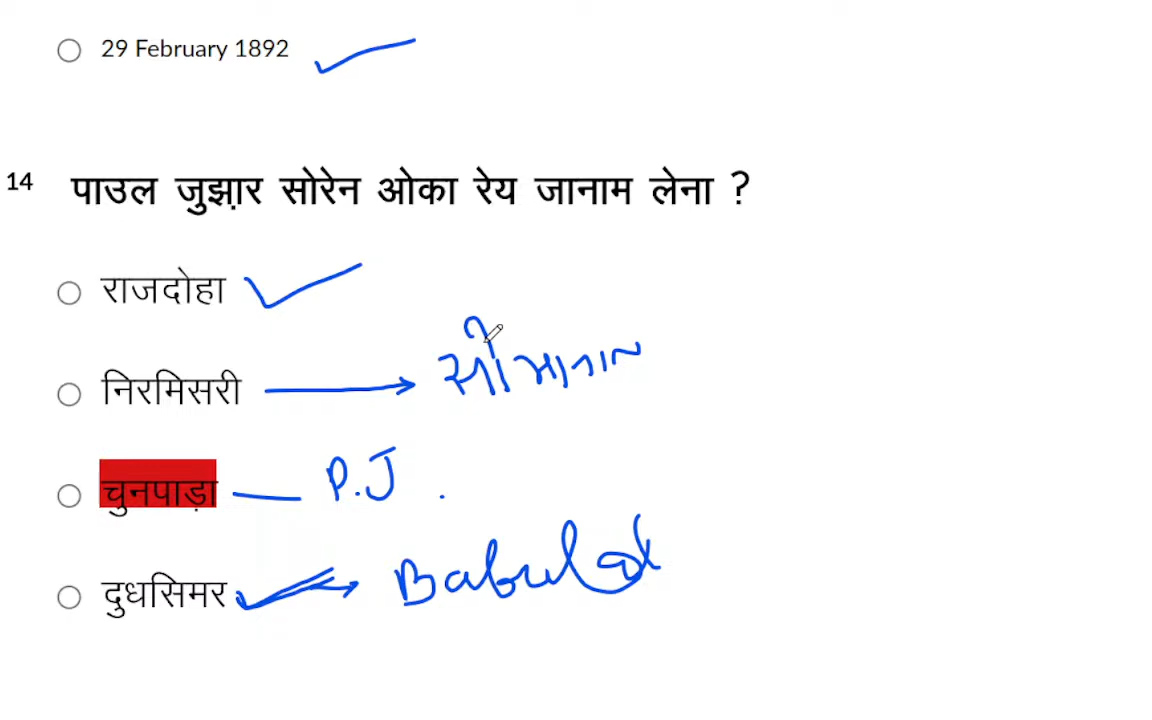 29 February 1892
14 पाउल जुझा़र सोरेन ओका रेय जानाम लेना ?
राजदोहा
निरमिसरी
चुनपाड़ा P.J.
दुधसिमर Babulal